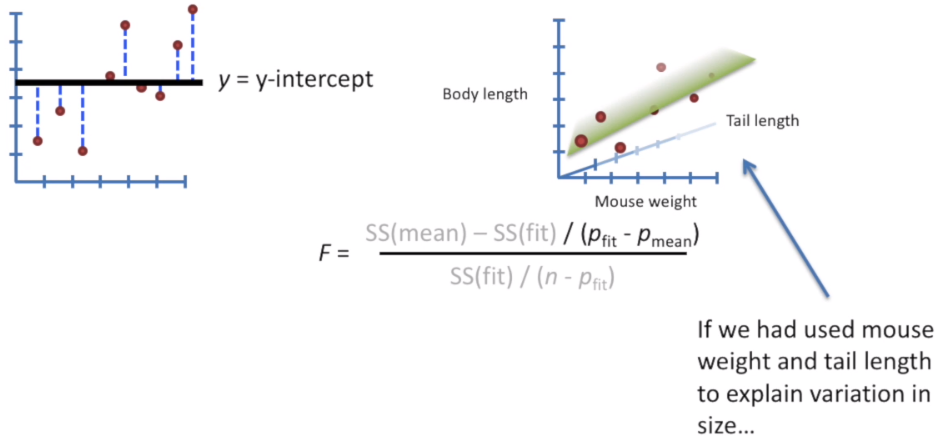 y = y-intercept
Body length
Tail length
Mouse weight
F = SS(mean) – SS(fit) / (pfit - pmean)
SS(fit) / (n - pfit)
If we had used mouse
weight and tail length
to explain variation in
size...